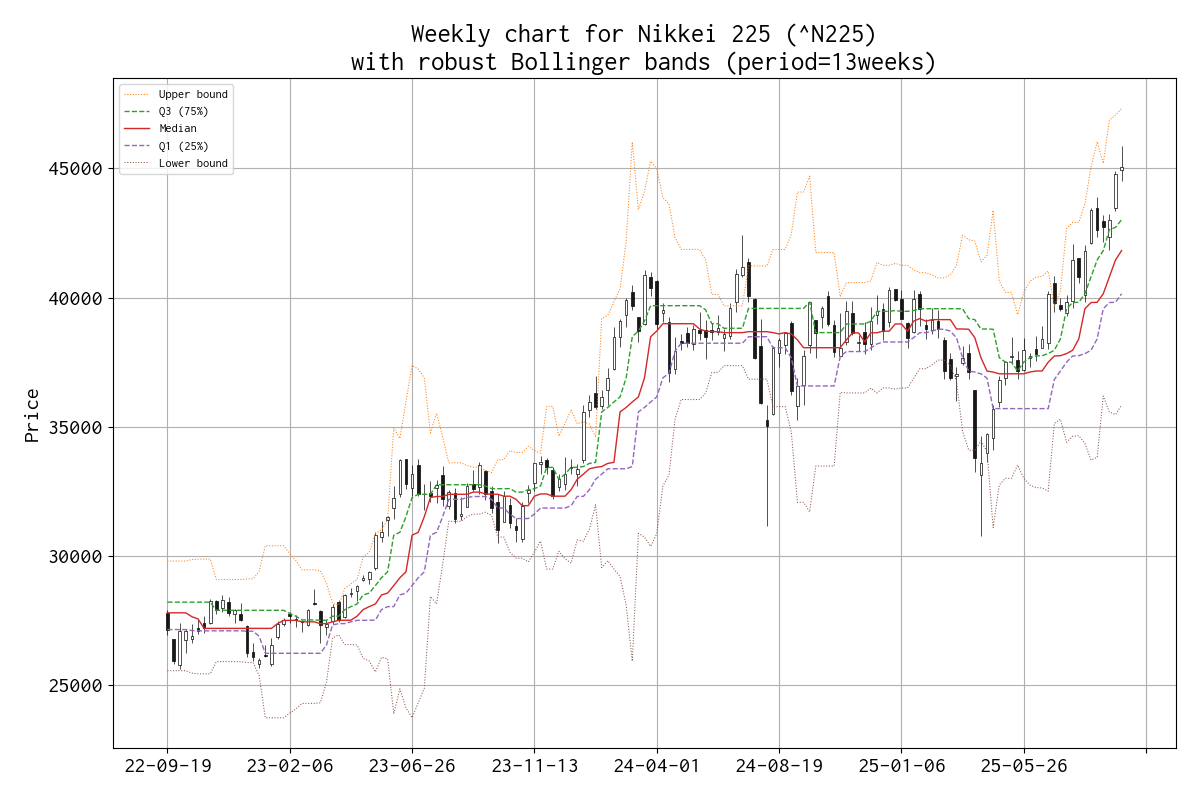 Weekly chart for Nikkei 225 (^N225)
with robust Bollinger bands (period=13weeks)
Upper bound
Q3 (75%)
Median
Q1 (25%)
Lower bound
45000
40000
35000
30000
25000
Price
22-09-19 23-02-06 23-06-26 23-11-13 24-04-01 24-08-19 25-01-06 25-05-26